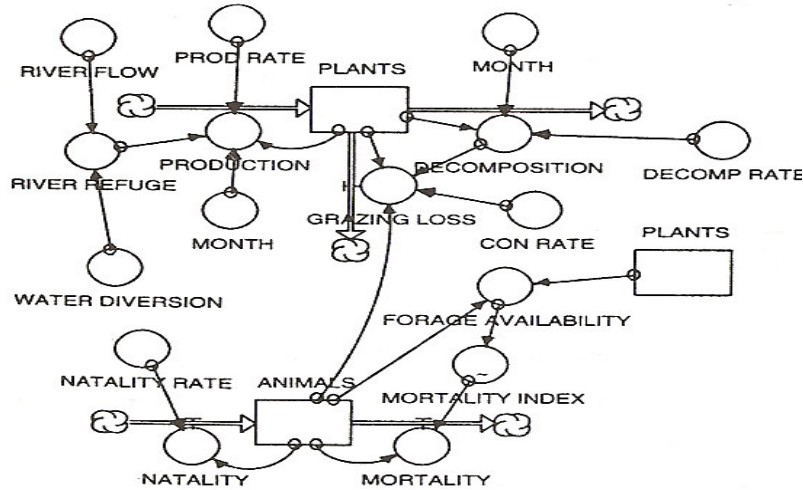 RIVER FLOW
PROD RATE
PLANTS
MONTH
RIVER REFUGE
PRODUCTION
DECOMPOSITION
DECOMP RATE
MONTH
GRAZING LOSS
CON RATE
PLANTS
WATER DIVERSION
FORAGE AVAILABILITY
NATALITY RATE
ANIMALS
MORTALITY INDEX
~
NATALITY
MORTALITY